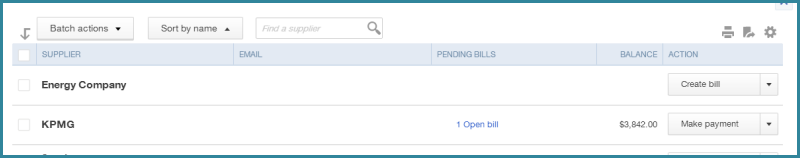 Batch actions
Sort by name
Find a supplier
SUPPLIER EMAIL PENDING BILLS BALANCE ACTION
Energy Company Create bill
KPMG 1 Open bill $3,842.00 Make payment